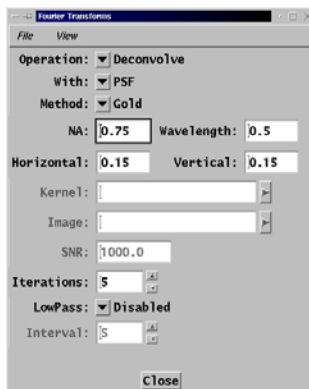 Fourier Transforms
File View
Operation: Deconvolve
With: PSF
Method: Gold
NA: 0.75 Wavelength: 0.5
Horizontal: 0.15 Vertical: 0.15
Kernel:
Image:
SNR: 1000.0
Iterations: 5
LowPass: Disabled
Interval: 5
Close